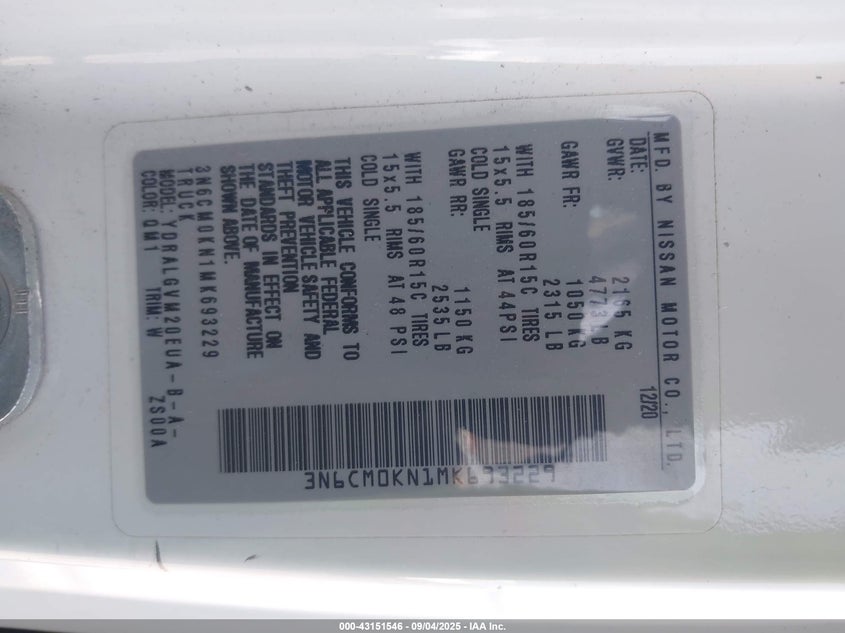 MFD. BY NISSAN MOTOR CO., LTD.
DATE: 12/20
GVWR: 2165 KG
4773 LB
GAWR FR: 1050 KG
2315 LB
WITH 185/60R15C TIRES
15x5.5 RIMS AT 44PSI
COLD SINGLE
GAWR RR: 1150 KG
2535 LB
WITH 185/60R15C TIRES
15x5.5 RIMS AT 48 PSI
COLD SINGLE
THIS VEHICLE CONFORMS TO
ALL APPLICABLE FEDERAL
MOTOR VEHICLE SAFETY AND
THEFT PREVENTION
STANDARDS IN EFFECT ON
THE DATE OF MANUFACTURE
SHOWN ABOVE.
3N6CM0KN1MK693229
TRUCK
MODEL: YDRALGVM20EUA-B-A-
ZS00A
COLOR: QM1 TRIM: W
3N6CM0KN1MK693229
000-43151546 - 09/04/2025 - IAA Inc.